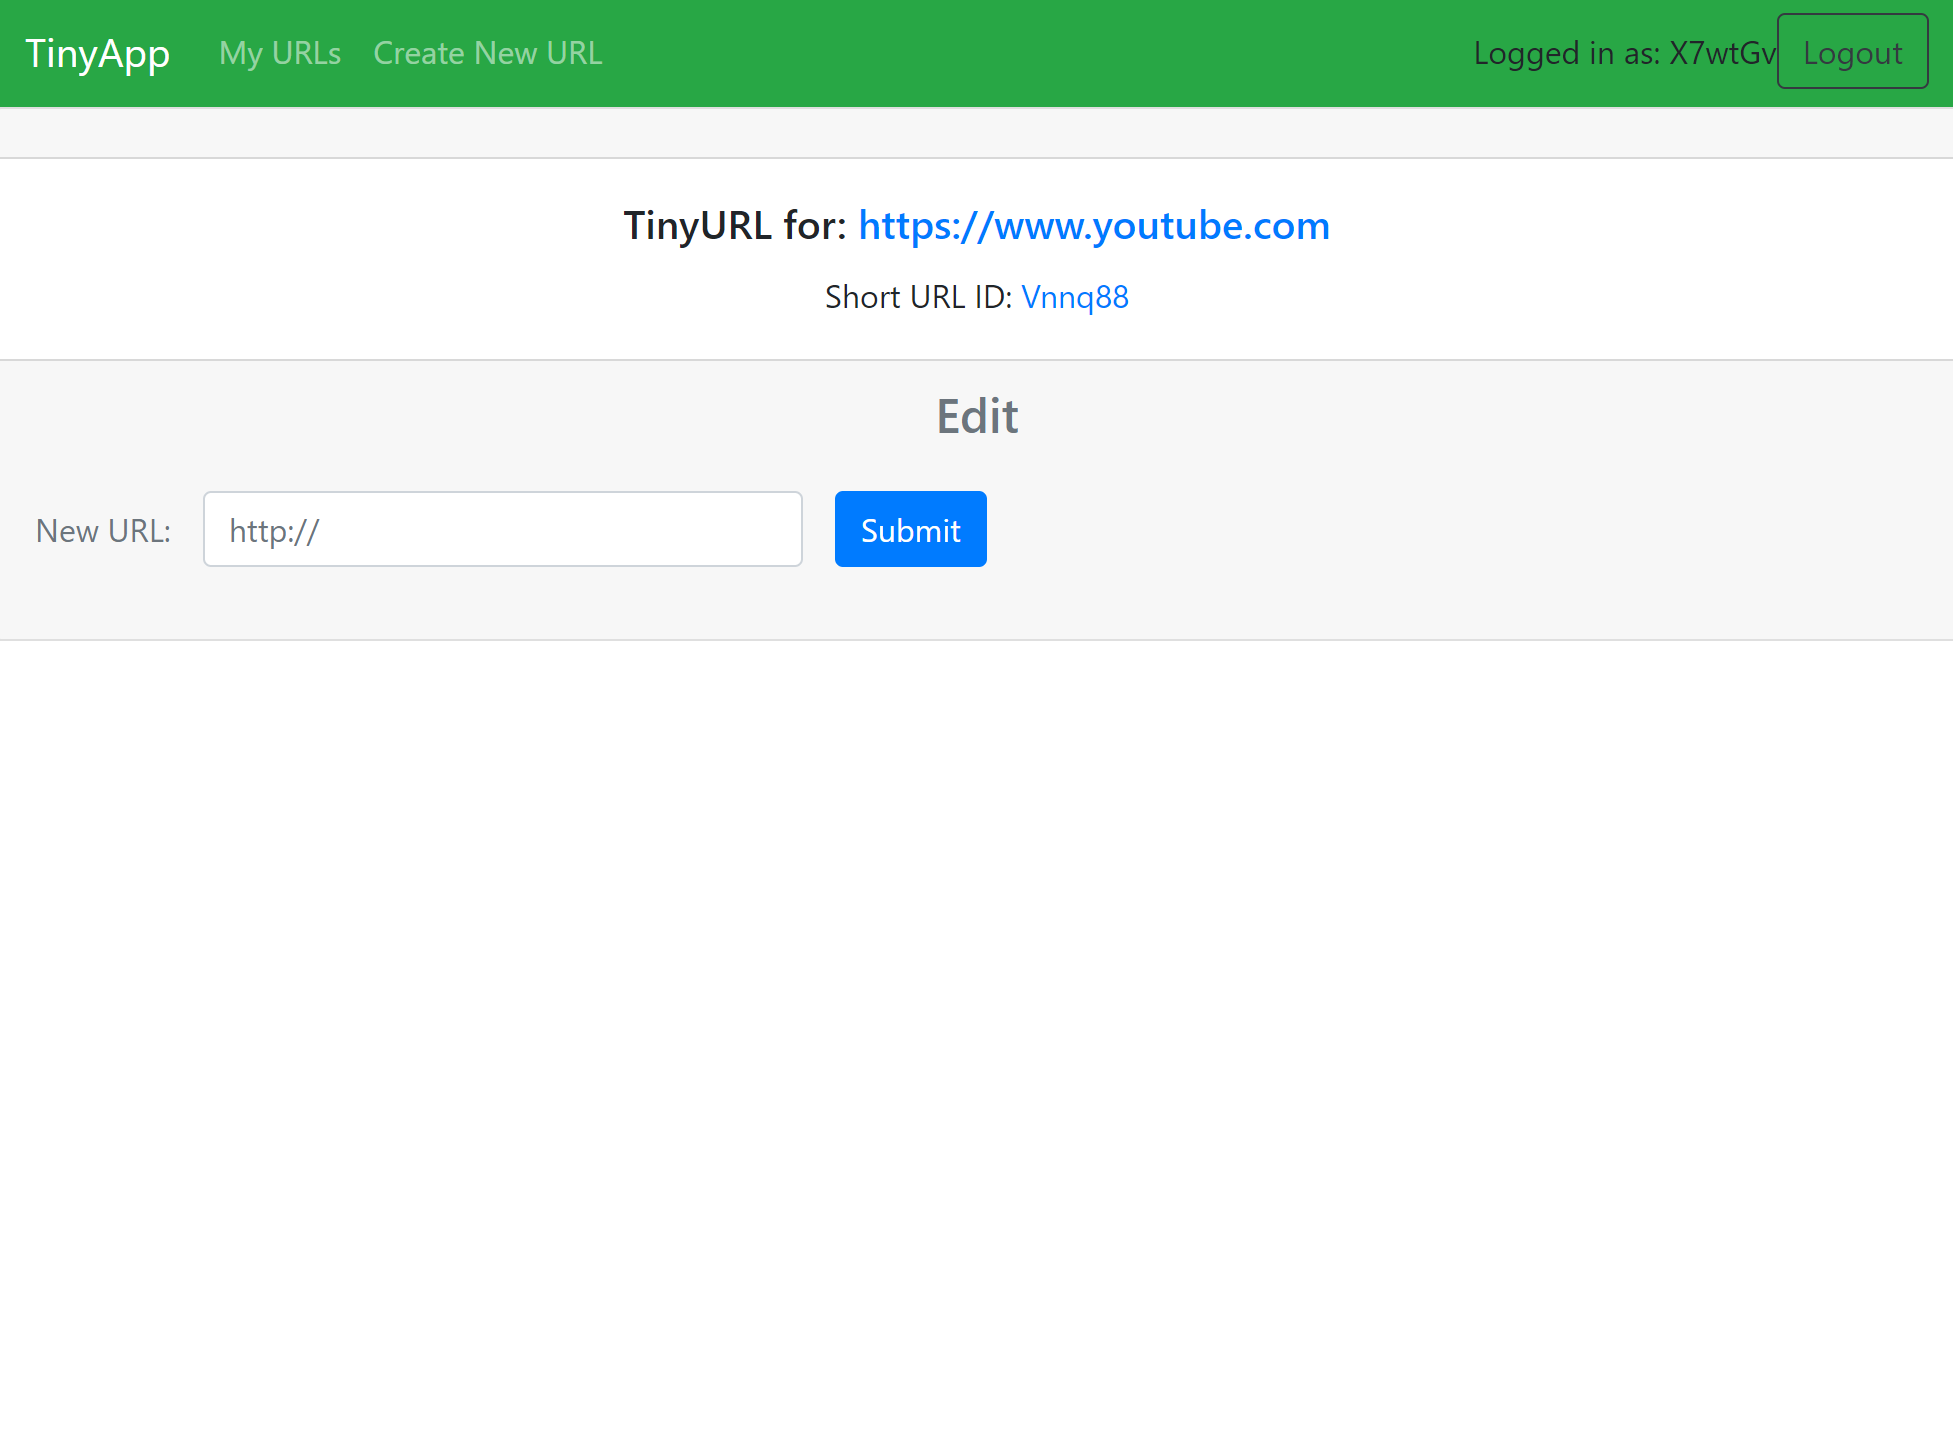 TinyApp My URLs Create New URL Logged in as: X7wtGv Logout
TinyURL for: https://www.youtube.com
Short URL ID: Vnnq88
Edit
New URL: http:// Submit